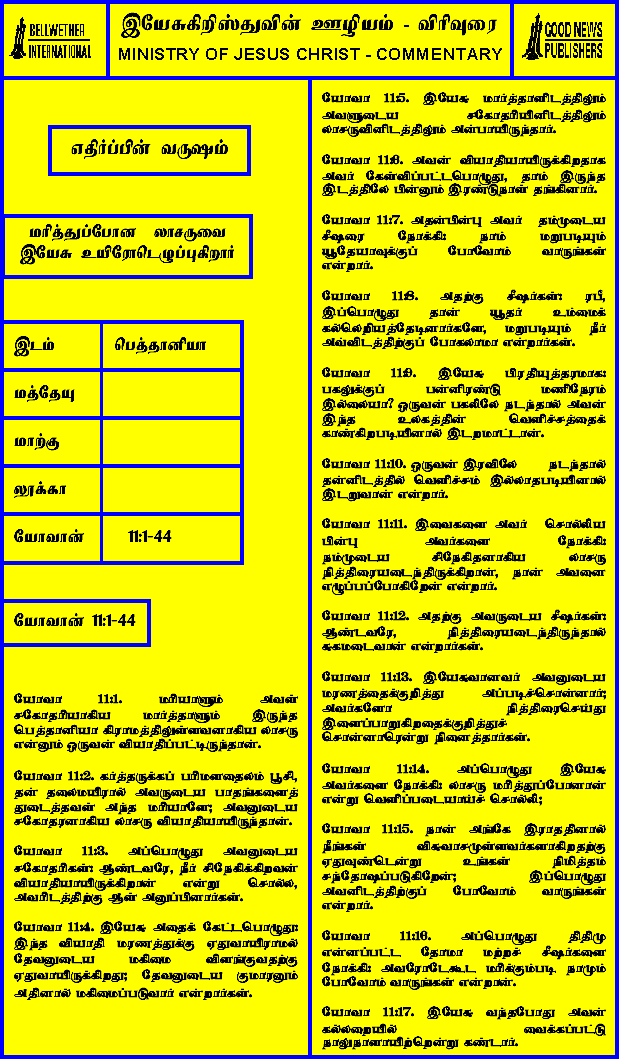 BELLWETHER
INTERNATIONAL
இயேசுகிறிஸ்துவின் ஊழியம் - விரிவுரை
MINISTRY OF JESUS CHRIST - COMMENTARY
GOOD NEWS
PUBLISHERS
எதிர்ப்பின் வருஷம்
மரித்துப்போன லாசருவை
இயேசு உயிரோடெழுப்புகிறார்
இடம் பெத்தானியா
மத்தேயு
மாற்கு
லூக்கா
யோவான் 11:1-44
யோவான் 11:1-44
யோவா 11:1. மரியாளும் அவள்
சகோதரியாகிய மார்த்தாளும் இருந்த
பெத்தானியா கிராமத்திலுள்ளவனாகிய லாசரு
என்னும் ஒருவன் வியாதிப்பட்டிருந்தான்.
யோவா 11:2. கர்த்தருக்குப் பரிமளதைலம் பூசி,
தன் தலைமயிரால் அவருடைய பாதங்களைத்
துடைத்தவள் அந்த மரியாளே; அவளுடைய
சகோதரனாகிய லாசரு வியாதியாயிருந்தான்.
யோவா 11:3. அப்பொழுது அவனுடைய
சகோதரிகள்: ஆண்டவரே, நீர் சிநேகிக்கிறவன்
வியாதியாயிருக்கிறான் என்று சொல்ல,
அவரிடத்திற்கு ஆள் அனுப்பினார்கள்.
யோவா 11:4. இயேசு அதைக் கேட்டபொழுது:
இந்த வியாதி மரணத்துக்கு ஏதுவாயிராமல்
தேவனுடைய மகிமை விளங்குவதற்கு
ஏதுவாயிருக்கிறது; தேவனுடைய குமாரனும்
அதினால் மகிமைப்படுவார் என்றார்கள்.
யோவா 11:5. இயேசு மார்த்தாளிடத்திலும்
அவளுடைய சகோதரியினிடத்திலும்
லாசருவினிடத்திலும் அன்பாயிருந்தார்.
யோவா 11:6. அவன் வியாதியாயிருக்கிறதாக
அவர் கேள்விப்பட்டபொழுது, தாம் இருந்த
இடத்திலே பின்னும் இரண்டுநாள் தங்கினார்.
யோவா 11:7. அதன்பின்பு அவர் தம்முடைய
சீஷரை நோக்கி: நாம் மறுபடியும்
யூதேயாவுக்குப் போவோம் வாருங்கள்
என்றார்.
யோவா 11:8. அதற்கு சீஷர்கள்: ரபீ,
இப்பொழுது தான் யூதர் உம்மைக்
கல்லெறியத்தேடினார்களே, மறுபடியும் நீர்
அவ்விடத்திற்குப் போகலாமா என்றார்கள்.
யோவா 11:9. இயேசு பிரதியுத்தரமாக:
பகலுக்குப் பன்னிரண்டு மணிநேரம்
இல்லையா? ஒருவன் பகலிலே நடந்தால் அவன்
இந்த உலகத்தின் வெளிச்சத்தைக்
காண்கிறபடியினால் இடறமாட்டான்.
யோவா 11:10. ஒருவன் இரவிலே நடந்தால்
தன்னிடத்தில் வெளிச்சம் இல்லாதபடியினால்
இடறுவான் என்றார்.
யோவா 11:11. இவைகளை அவர் சொல்லிய
பின்பு அவர்களை நோக்கி:
நம்முடைய சிநேகிதனாகிய லாசரு
நித்திரையடைந்திருக்கிறான், நான் அவனை
எழுப்பப்போகிறேன் என்றார்.
யோவா 11:12. அதற்கு அவருடைய சீஷர்கள்:
ஆண்டவரே, நித்திரையடைந்திருந்தால்
சுகமடைவான் என்றார்கள்.
யோவா 11:13. இயேசுவானவர் அவனுடைய
மரணத்தைக்குறித்து அப்படிச்சொன்னார்;
அவர்களோ நித்திரைசெய்து
இளைப்பாறுகிறதைக்குறித்துச்
சொன்னாரென்று நினைத்தார்கள்.
யோவா 11:14. அப்பொழுது இயேசு
அவர்களை நோக்கி: லாசரு மரித்துப்போனான்
என்று வெளிப்படையாய்ச் சொல்லி;
யோவா 11:15. நான் அங்கே இராததினால்
நீங்கள் விசுவாசமுள்ளவர்களாகிறதற்கு
ஏதுவுண்டென்று உங்கள் நிமித்தம்
சந்தோஷப்படுகிறேன்; இப்பொழுது
அவனிடத்திற்குப் போவோம் வாருங்கள்
என்றார்.
யோவா 11:16. அப்பொழுது திதிமு
என்னப்பட்ட தோமா மற்றச் சீஷர்களை
நோக்கி: அவரோடேகூட மரிக்கும்படி நாமும்
போவோம் வாருங்கள் என்றான்.
யோவா 11:17. இயேசு வந்தபோது அவன்
கல்லறையில் வைக்கப்பட்டு
நாலுநாளாயிற்றென்று கண்டார்.